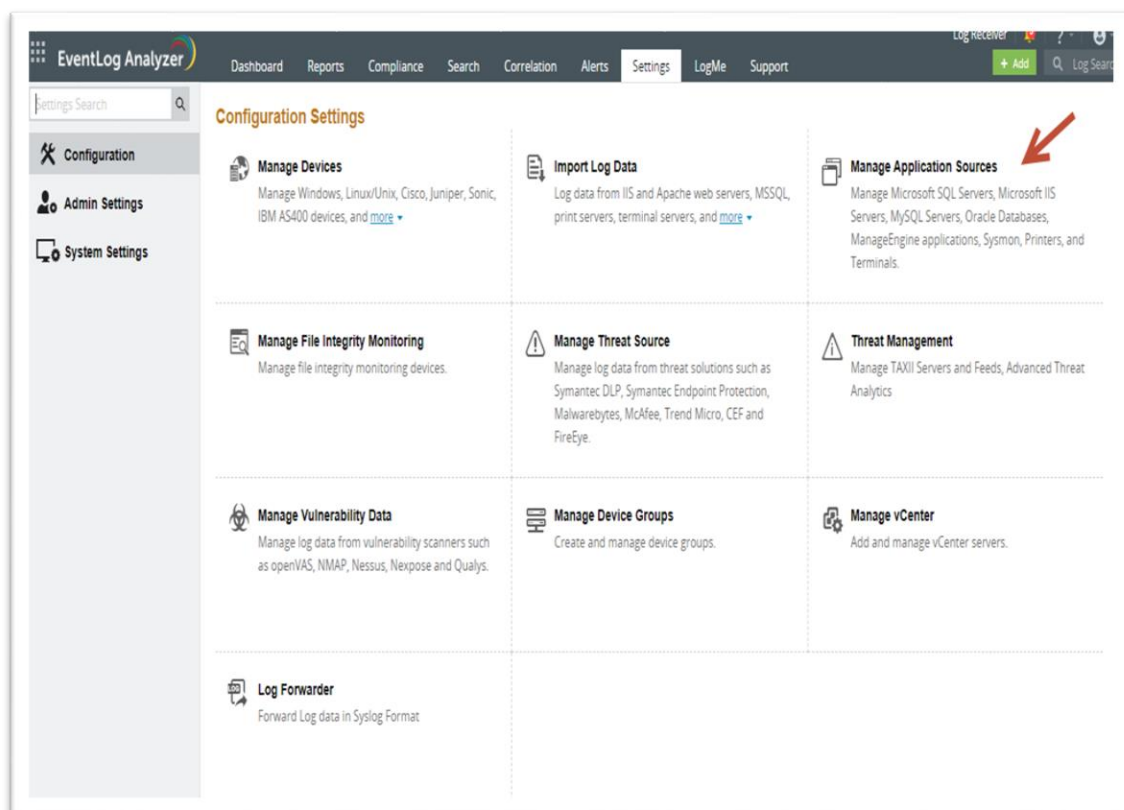 Log Receiver ?
EventLog Analyzer
Dashboard Reports Compliance Search Correlation Alerts Settings LogMe Support
+ Add Log Searc
Settings Search
Configuration
Admin Settings
System Settings
Configuration Settings
Manage Devices
Manage Windows, Linux/Unix, Cisco, Juniper, Sonic,
IBM AS400 devices, and more
Import Log Data
Log data from IIS and Apache web servers, MSSQL,
print servers, terminal servers, and more
Manage Application Sources
Manage Microsoft SQL Servers, Microsoft IIS
Servers, MySQL Servers, Oracle Databases,
ManageEngine applications, Sysmon, Printers, and
Terminals.
Manage File Integrity Monitoring
Manage file integrity monitoring devices.
Manage Threat Source
Manage log data from threat solutions such as
Symantec DLP, Symantec Endpoint Protection,
Malwarebytes, McAfee, Trend Micro, CEF and
FireEye.
Threat Management
Manage TAXII Servers and Feeds, Advanced Threat
Analytics
Manage Vulnerability Data
Manage log data from vulnerability scanners such
as openVAS, NMAP, Nessus, Nexpose and Qualys.
Manage Device Groups
Create and manage device groups.
Manage vCenter
Add and manage vCenter servers.
LOG
Log Forwarder
Forward Log data in Syslog Format